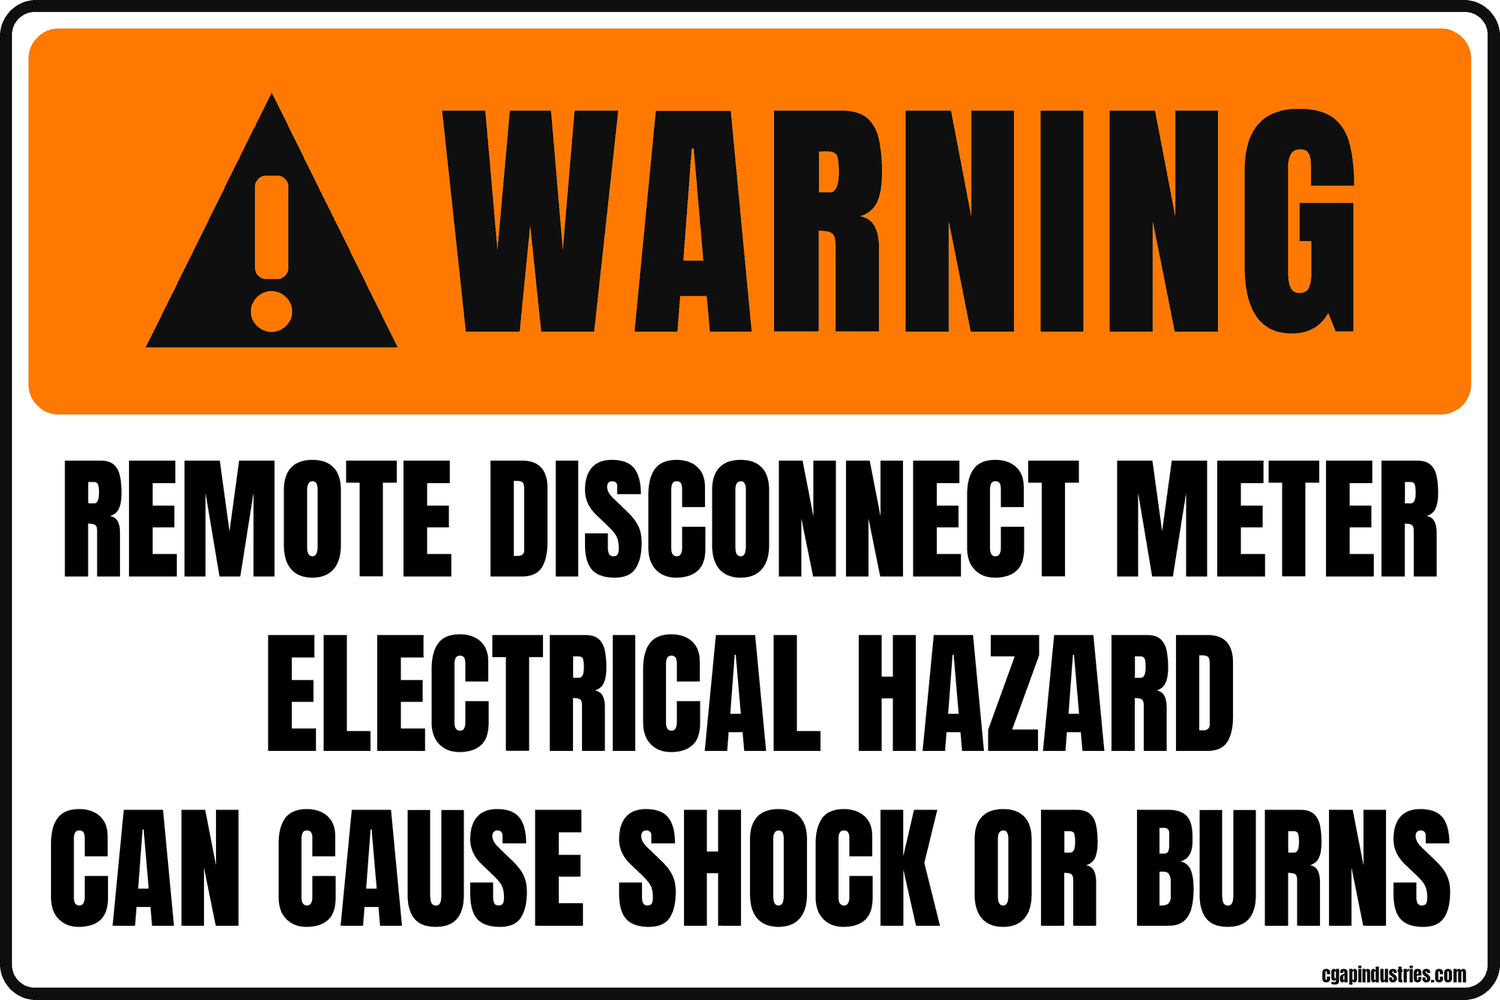 WARNING
REMOTE DISCONNECT METER
ELECTRICAL HAZARD
CAN CAUSE SHOCK OR BURNS
cgapindustries.com